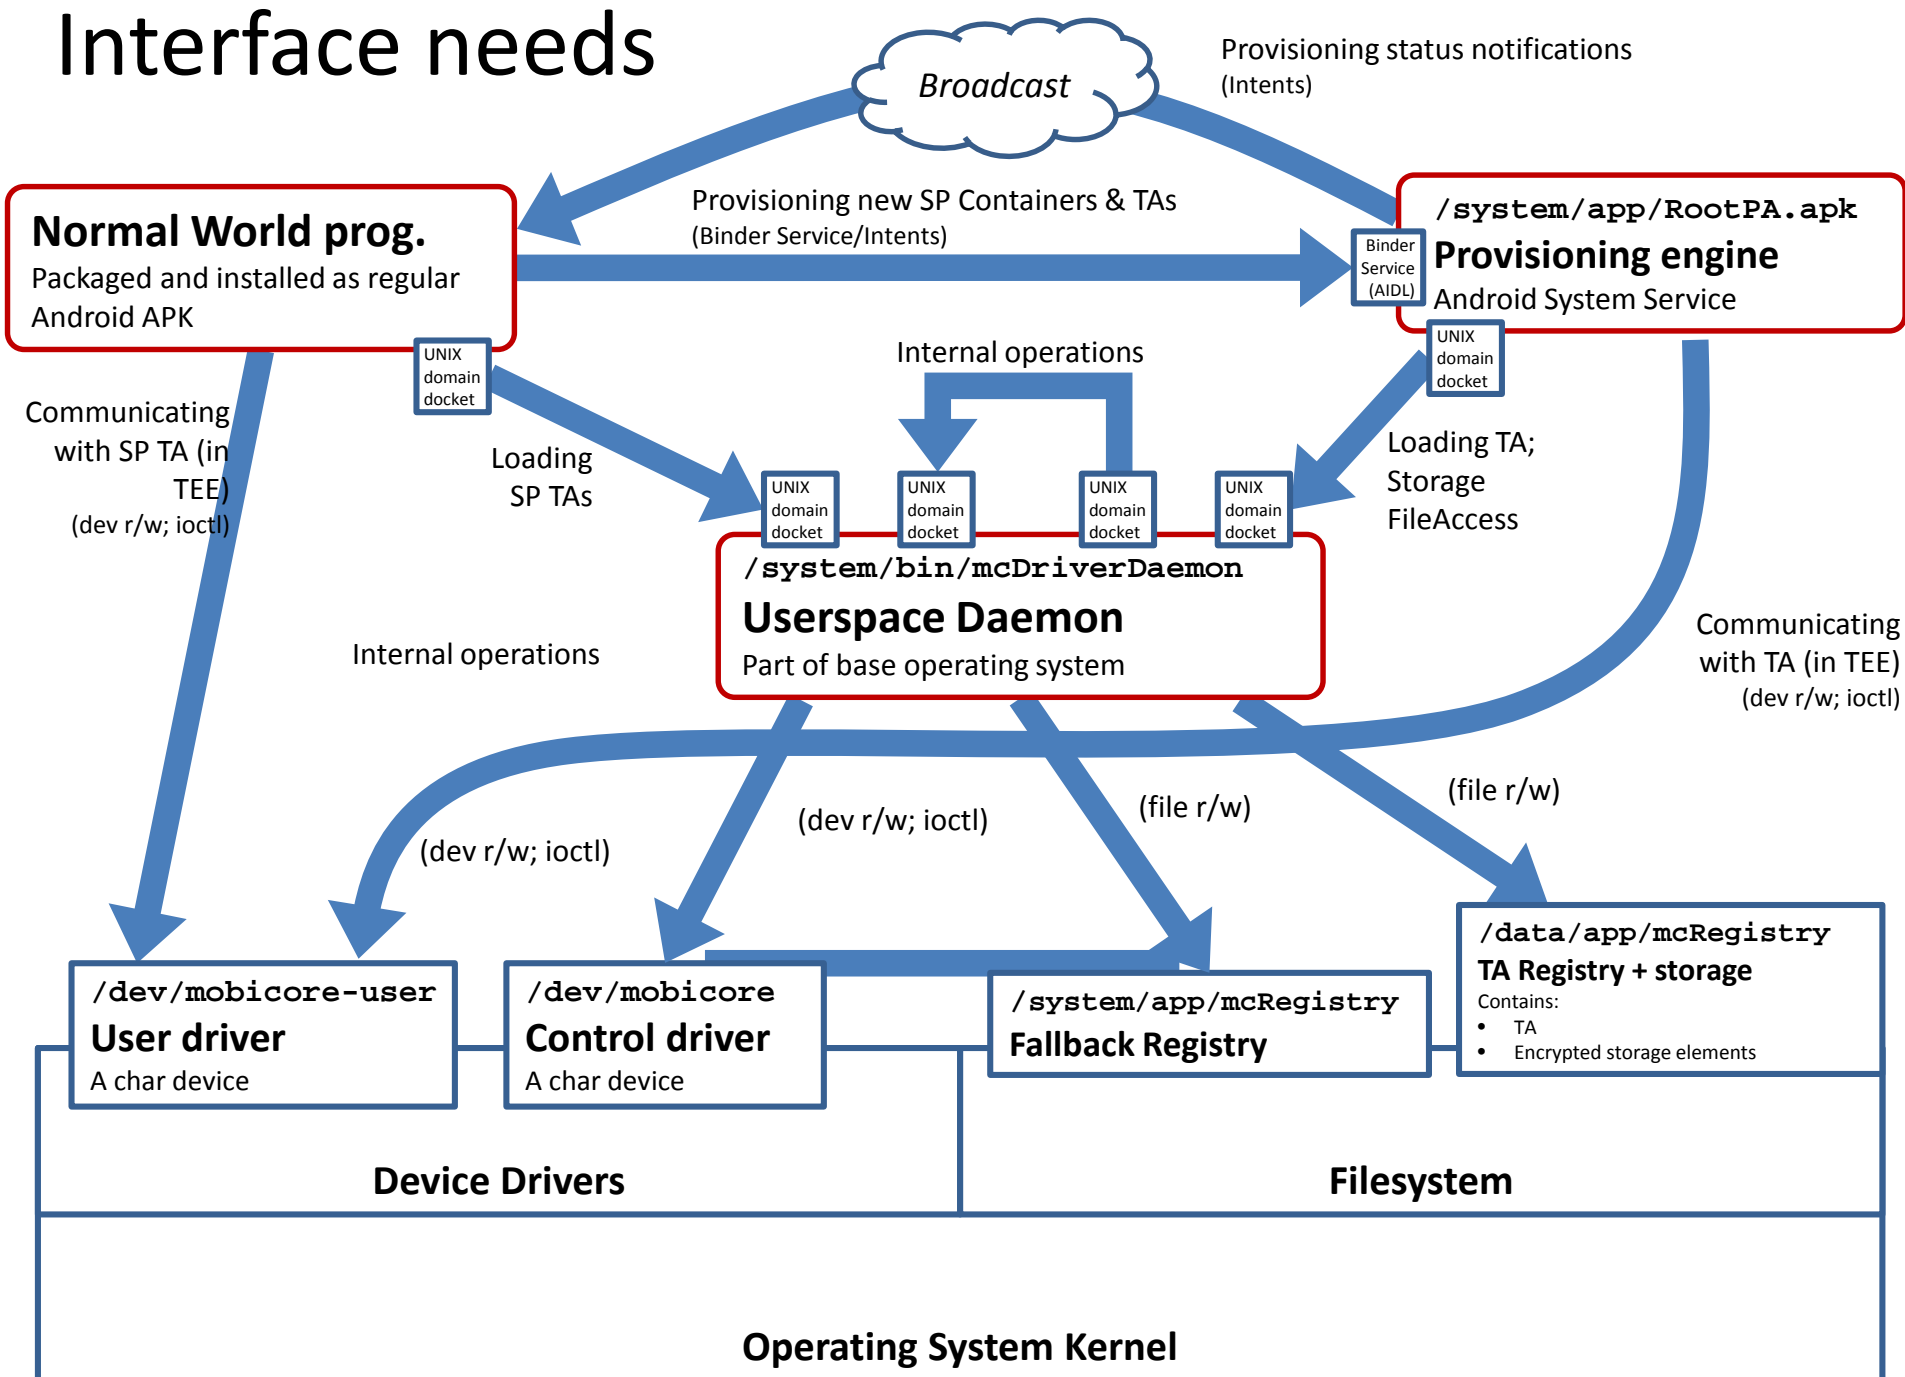 Interface needs
Broadcast
Provisioning status notifications
(Intents)
Normal World prog.
Packaged and installed as regular
Android APK
Provisioning new SP Containers & TAs
(Binder Service/Intents)
Binder
Service
(AIDL)
/system/app/RootPA.apk
Provisioning engine
Android System Service
UNIX
domain
docket
UNIX
domain
docket
Internal operations
Communicating
with SP TA (in
TEE)
(dev r/w; ioctl)
Loading
SP TAs
Loading TA;
Storage
FileAccess
UNIX
domain
docket
UNIX
domain
docket
UNIX
domain
docket
UNIX
domain
docket
/system/bin/mcDriverDaemon
Userspace Daemon
Part of base operating system
Internal operations
Communicating
with TA (in TEE)
(dev r/w; ioctl)
(dev r/w; ioctl)
(dev r/w; ioctl)
(file r/w)
(file r/w)
/dev/mobicore-user
User driver
A char device
/dev/mobicore
Control driver
A char device
/system/app/mcRegistry
Fallback Registry
/data/app/mcRegistry
TA Registry + storage
Contains:
• TA
• Encrypted storage elements
Device Drivers
Filesystem
Operating System Kernel